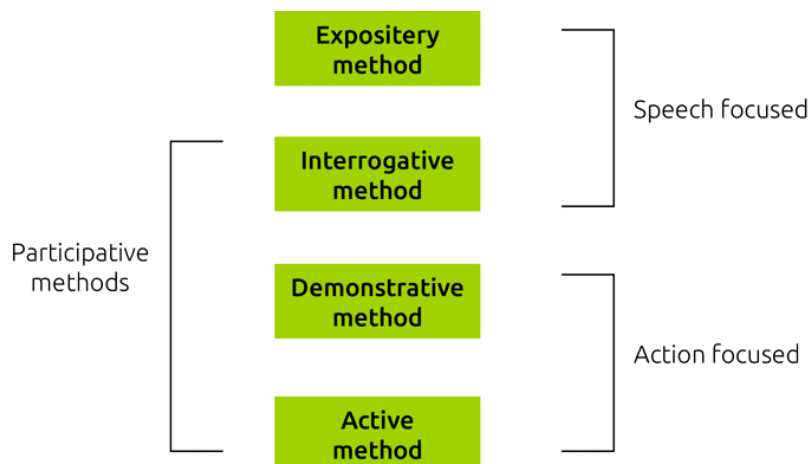 Expositery
method
Speech focused
Interrogative
method
Participative
methods
Demonstrative
method
Action focused
Active
method